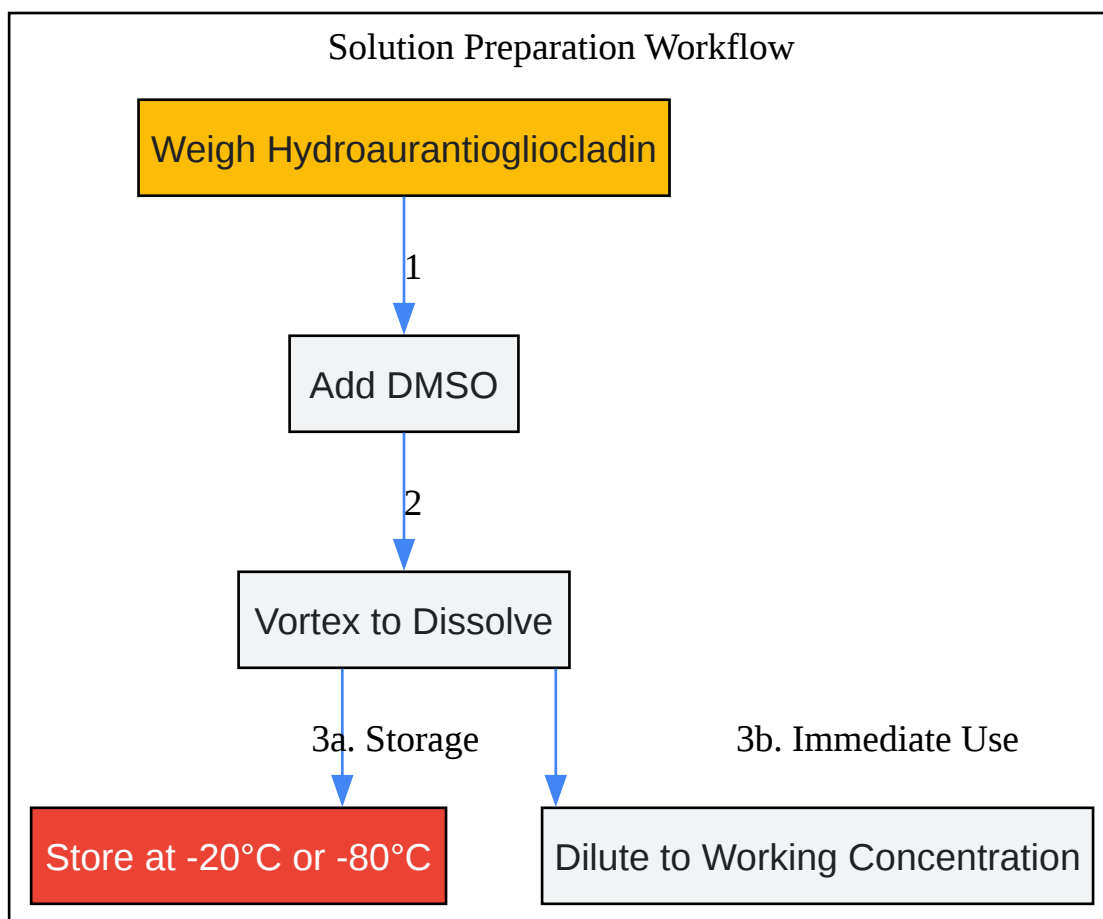 Solution Preparation Workflow
Weigh Hydroaurantiogliocladin
1
Add DMSO
2
Vortex to Dissolve
3a. Storage
3b. Immediate Use
Store at -20°C or -80°C
Dilute to Working Concentration